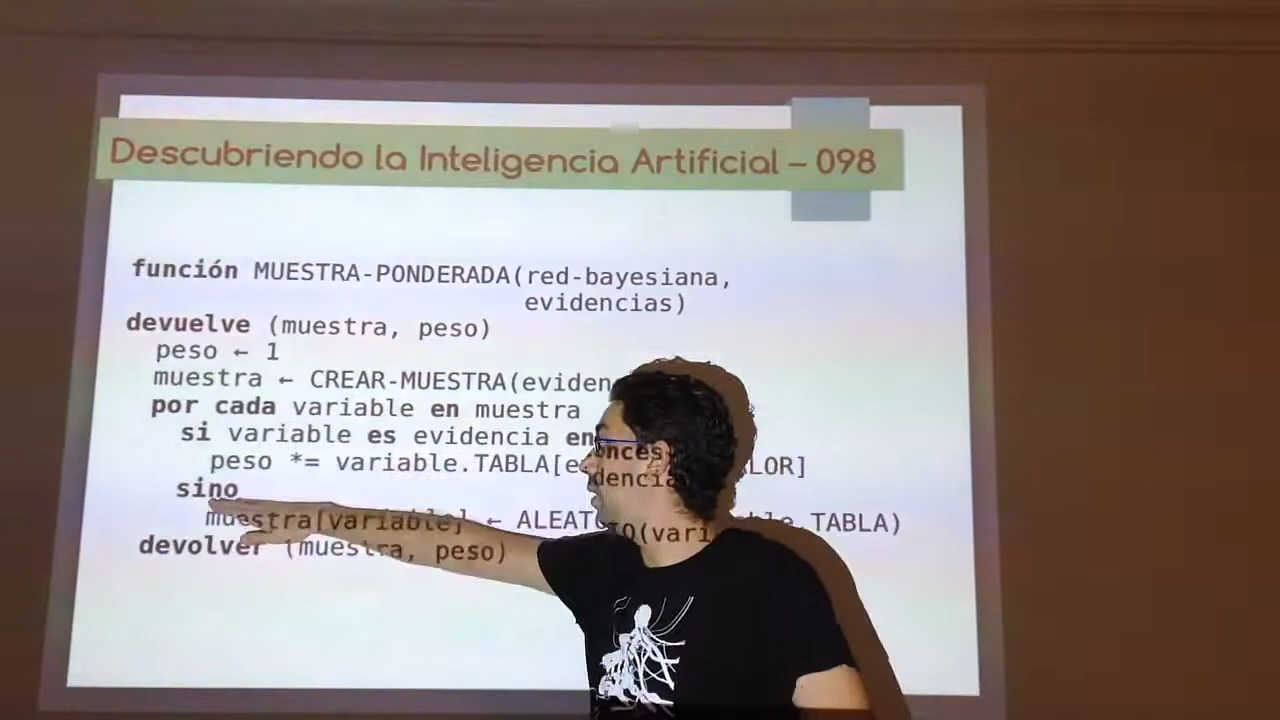 Descubriendo la Inteligencia Artificial – 098
función MUESTRA-PONDERADA(red-bayesiana,
evidencias)
devuelve (muestra, peso)
peso ← 1
muestra ← CREAR-MUESTRA(
por cada variable en muestra
si variable es evidencia en
peso *= variable.TABLA[
sino
muestra[variable] ← TABLA)
devolver (muestra, peso)